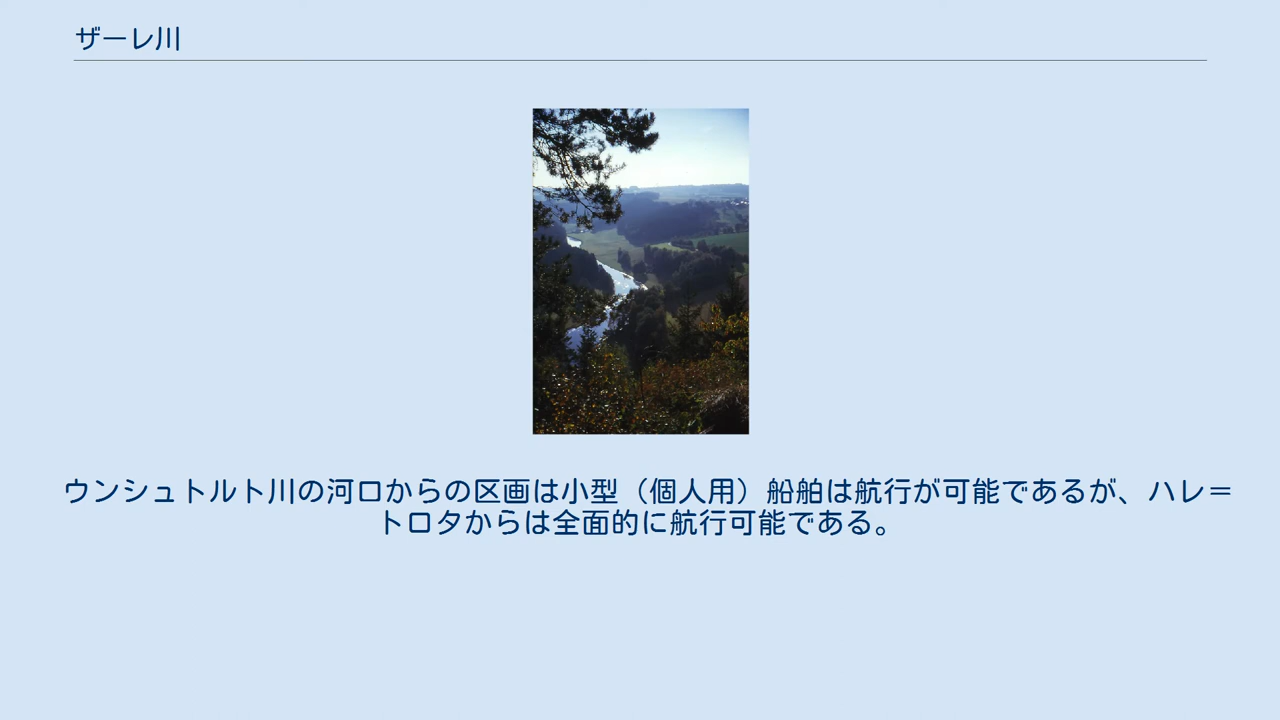 ザーレ川
ウンシュトルト川の河口からの区画は小型（個人用）船舶は航行が可能であるが、ハレ＝
トロタからは全面的に航行可能である。